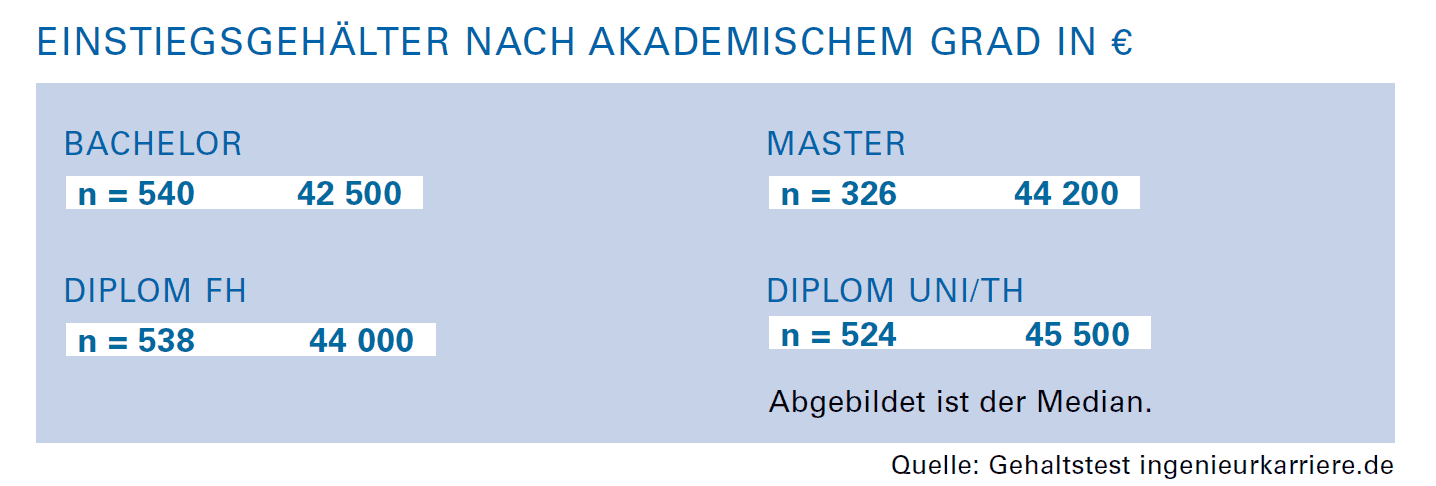 EINSTIEGSGEHÄLTER NACH AKADEMISCHEM GRAD IN €
BACHELOR
n = 540 42 500
MASTER
n = 326 44 200
DIPLOM FH
n = 538 44 000
DIPLOM UNI/TH
n = 524 45 500
Abgebildet ist der Median.
Quelle: Gehaltstest ingenieurkarriere.de